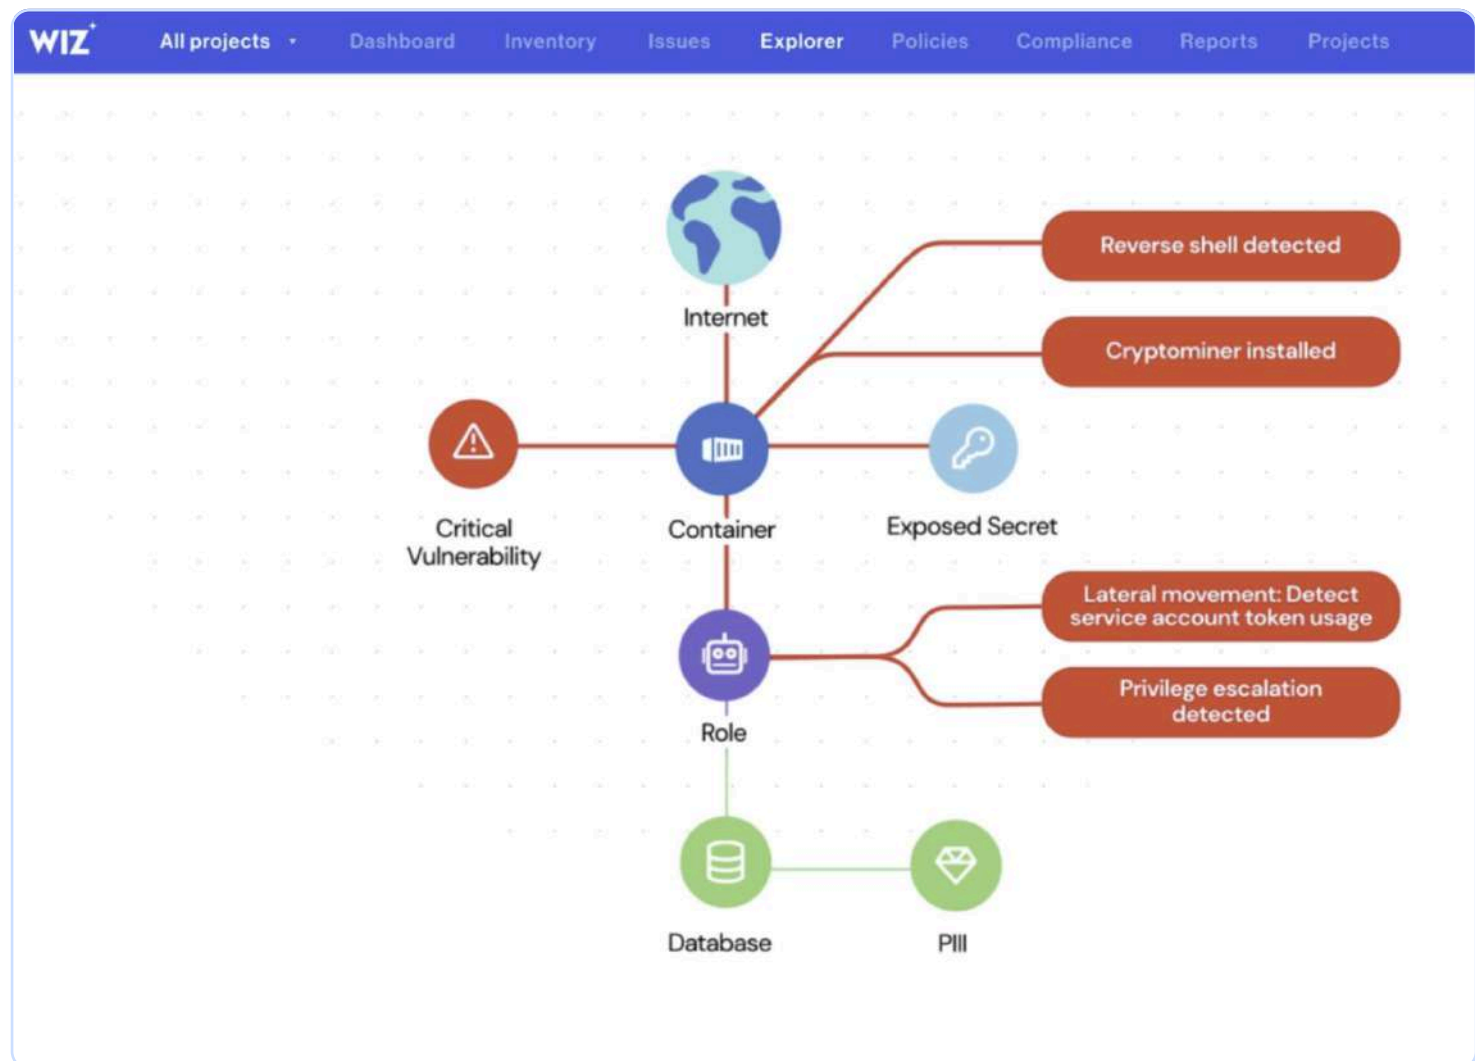 WIZ
All projects
Dashboard
Inventory
Issues
Explorer
Policies
Compliance
Reports
Projects
Internet
Reverse shell detected
Cryptominer installed
Critical
Vulnerability
Container
Exposed Secret
Lateral movement: Detect
service account token usage
Privilege escalation
detected
Role
Database
PIII